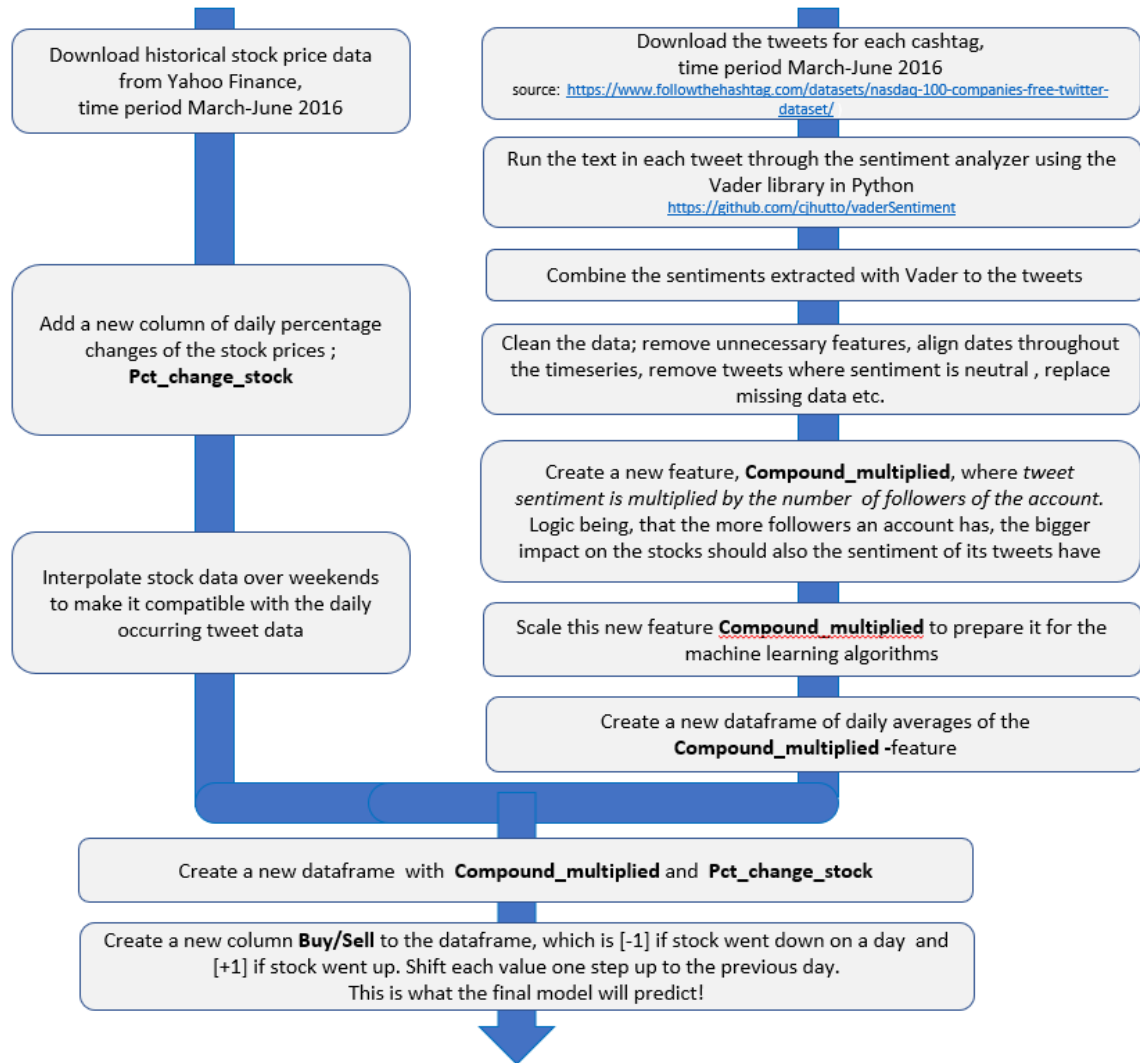 Download historical stock price data
from Yahoo Finance,
time period March-June 2016
Add a new column of daily percentage
changes of the stock prices ;
Pct_change_stock
Interpolate stock data over weekends
to make it compatible with the daily
occurring tweet data
Download the tweets for each cashtag,
time period March-June 2016
source: https://www.followthehashtag.com/datasets/nasdaq-100-companies-free-twitter-
dataset/
Run the text in each tweet through the sentiment analyzer using the
Vader library in Python
https://github.com/cjhutto/vaderSentiment
Combine the sentiments extracted with Vader to the tweets
Clean the data; remove unnecessary features, align dates throughout
the timeseries, remove tweets where sentiment is neutral , replace
missing data etc.
Create a new feature, Compound_multiplied, where tweet
sentiment is multiplied by the number of followers of the account.
Logic being, that the more followers an account has, the bigger
impact on the stocks should also the sentiment of its tweets have
Scale this new feature Compound_multiplied to prepare it for the
machine learning algorithms
Create a new dataframe of daily averages of the
Compound_multiplied -feature
Create a new dataframe with Compound_multiplied and Pct_change_stock
Create a new column Buy/Sell to the dataframe, which is [-1] if stock went down on a day and
[+1] if stock went up. Shift each value one step up to the previous day.
This is what the final model will predict!